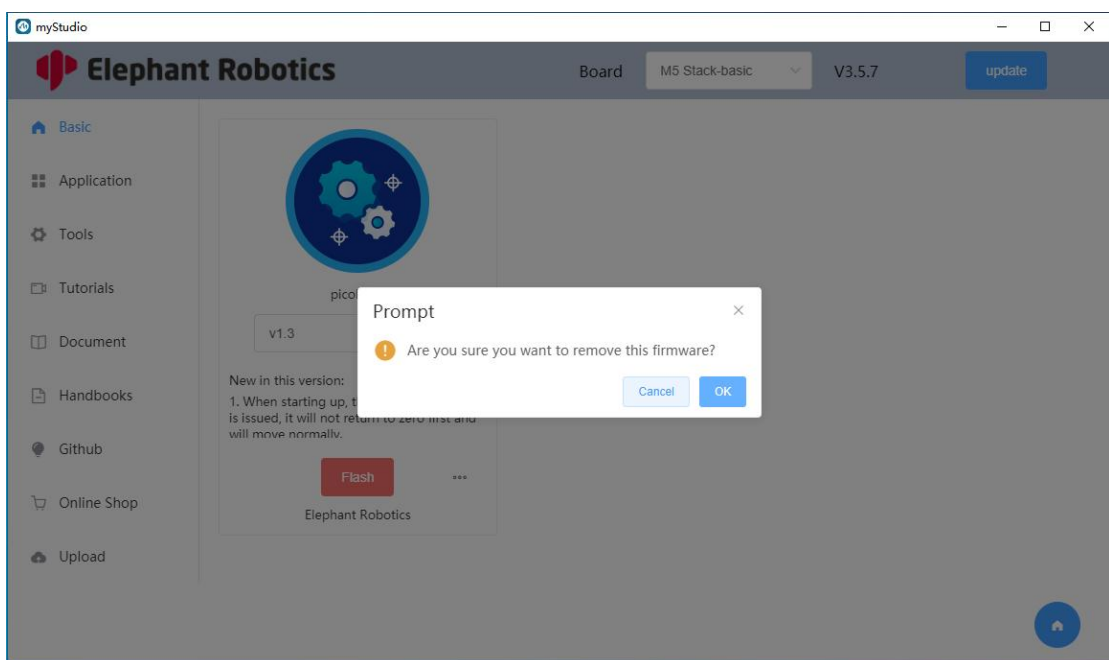 myStudio
Elephant Robotics
Board
M5 Stack-basic
V3.5.7
update
Basic
Application
Tools
Tutorials
Document
Handbooks
Github
Online Shop
Upload
v1.3
Prompt
Are you sure you want to remove this firmware?
Cancel
OK
New in this version:
1. When starting up,
is issued, it will not return to zero first and
will move normally.
Flash
Elephant Robotics